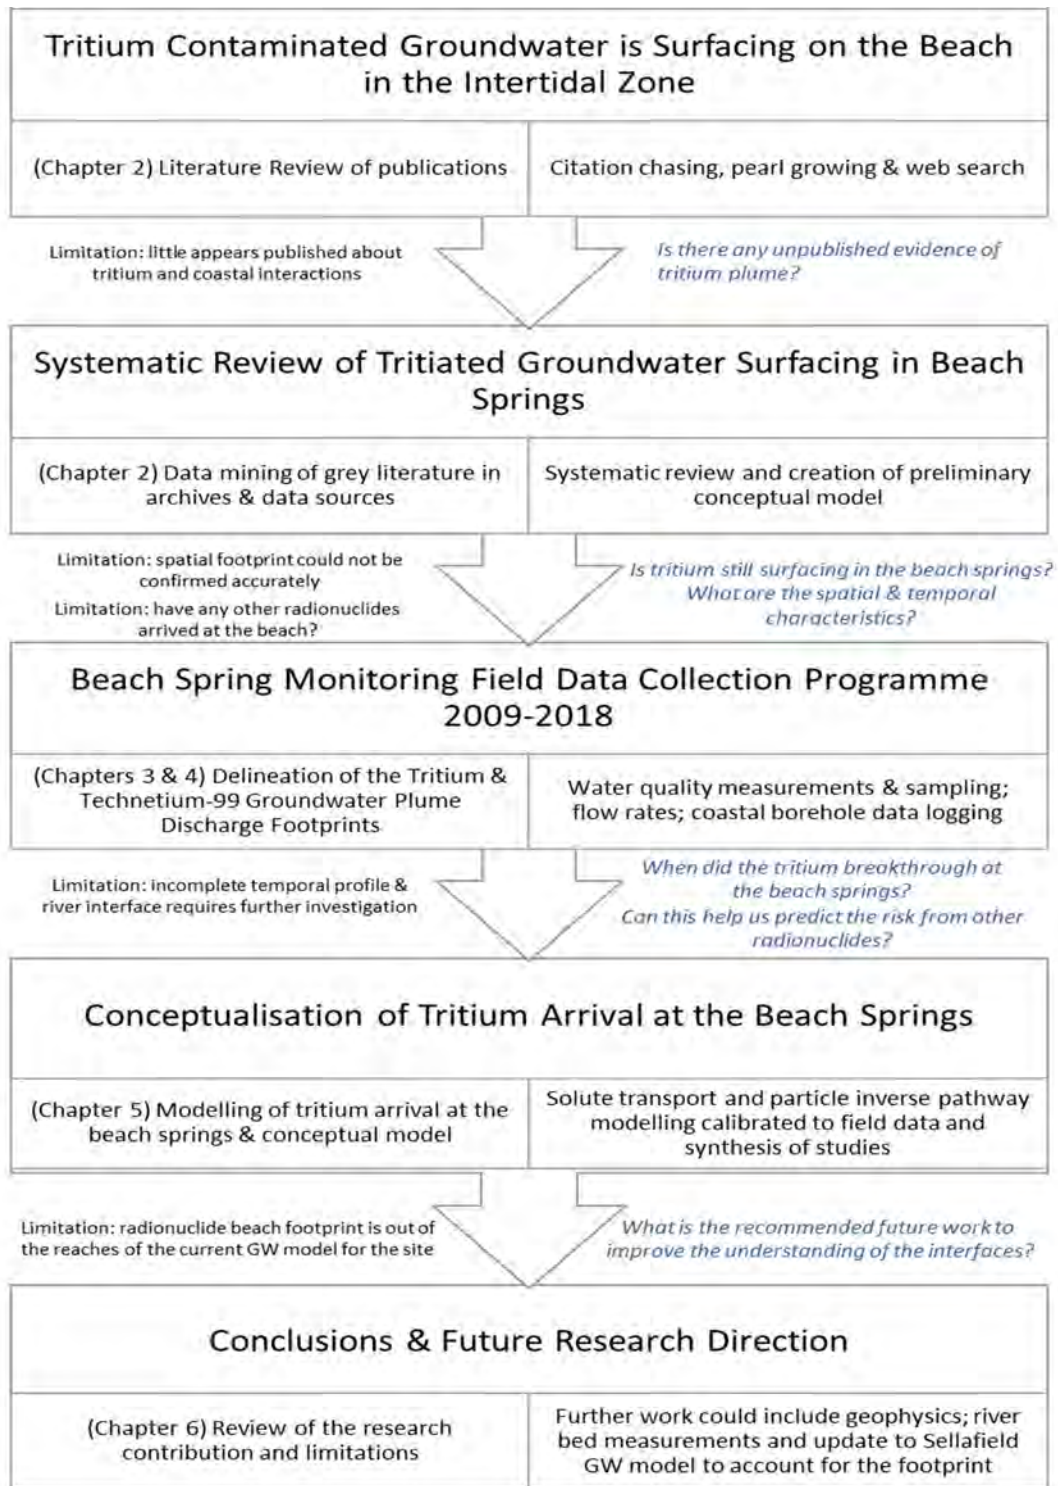 Tritium Contaminated Groundwater is Surfacing on the Beach
in the Intertidal Zone
(Chapter 2) Literature Review of publications
Citation chasing, pearl growing & web search
Limitation: little appears published about
tritium and coastal interactions
Is there any unpublished evidence of
tritium plume?
Systematic Review of Tritiated Groundwater Surfacing in Beach
Springs
(Chapter 2) Data mining of grey literature in
archives & data sources
Systematic review and creation of preliminary
conceptual model
Limitation: spatial footprint could not be
confirmed accurately
Limitation: have any other radionuclides
arrived at the beach?
Is tritium still surfacing in the beach springs?
What are the spatial & temporal
characteristics?
Beach Spring Monitoring Field Data Collection Programme
2009-2018
(Chapters 3 & 4) Delineation of the Tritium &
Technetium-99 Groundwater Plume
Discharge Footprints
Water quality measurements & sampling;
flow rates; coastal borehole data logging
Limitation: incomplete temporal profile &
river interface requires further investigation
When did the tritium breakthrough at
the beach springs?
Can this help us predict the risk from other
radionuclides?
Conceptualisation of Tritium Arrival at the Beach Springs
(Chapter 5) Modelling of tritium arrival at the
beach springs & conceptual model
Solute transport and particle inverse pathway
modelling calibrated to field data and
synthesis of studies
Limitation: radionuclide beach footprint is out of
the reaches of the current GW model for the site
What is the recommended future work to
improve the understanding of the interfaces?
Conclusions & Future Research Direction
(Chapter 6) Review of the research
contribution and limitations
Further work could include geophysics; river
bed measurements and update to Sellafield
GW model to account for the footprint